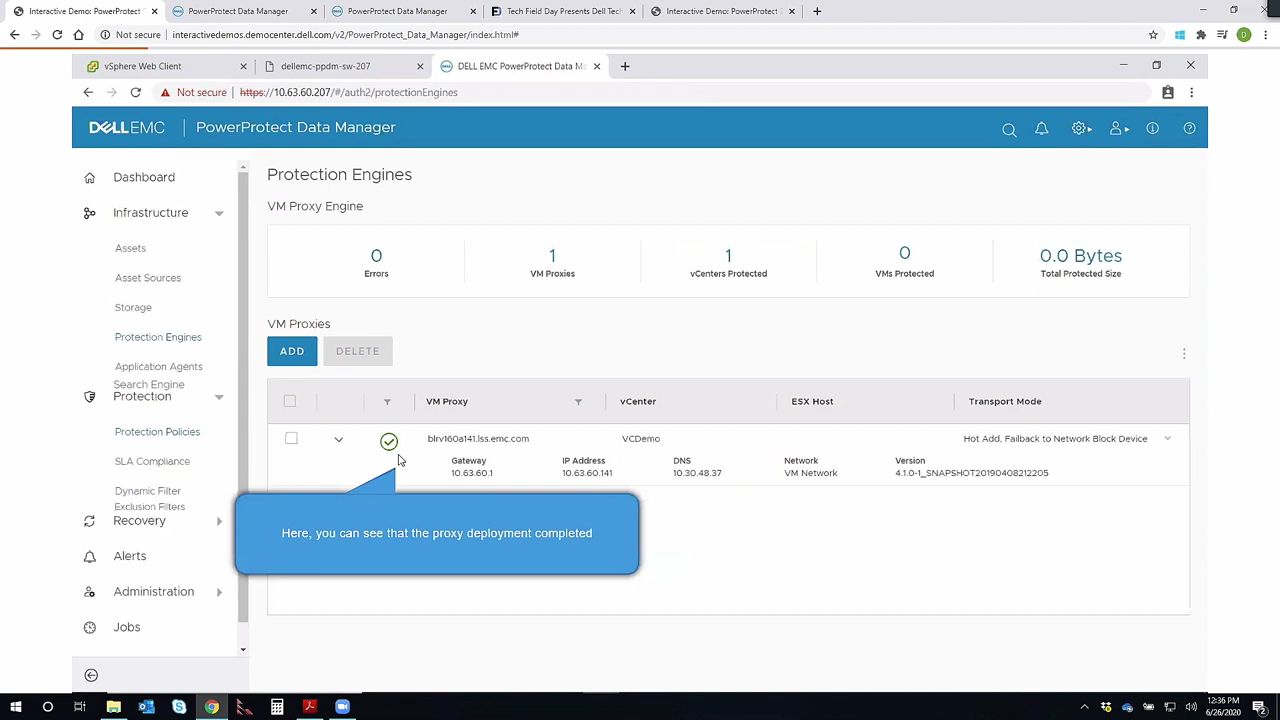 Interactive Demo: PowerProtect D
PowerProtect Data Manager
PowerProtect Data Manager
Tech Field Day Presents Dell Tec
Interactive Demo: PowerProtect D
Not secure | interactivedemos.democenter.dell.com/v2/PowerProtect_Data_Manager/index.html#
vSphere Web Client
dellemc-ppdm-sw-207
DELL EMC PowerProtect Data Ma
Not secure | https://10.63.60.207/#/auth2/protectionEngines
DELLEMC PowerProtect Data Manager
Dashboard
Infrastructure
Assets
Asset Sources
Storage
Protection Engines
Application Agents
Search Engine
Protection
Protection Policies
SLA Compliance
Dynamic Filter
Exclusion Filters
Recovery
Alerts
Administration
Jobs
Protection Engines
VM Proxy Engine
0 1 1 0 0.0 Bytes
Errors VM Proxies vCenters Protected VMs Protected Total Protected Size
VM Proxies
ADD DELETE
VM Proxy vCenter ESX Host Transport Mode
blrv160a141.lss.emc.com VCDemo Hot Add, Failback to Network Block Device
Gateway IP Address DNS Network Version
10.63.60.1 10.63.60.141 10.30.48.37 VM Network 4.1.0-1_SNAPSHOT20190408212205
Here, you can see that the proxy deployment completed
12:36 PM
6/26/2020